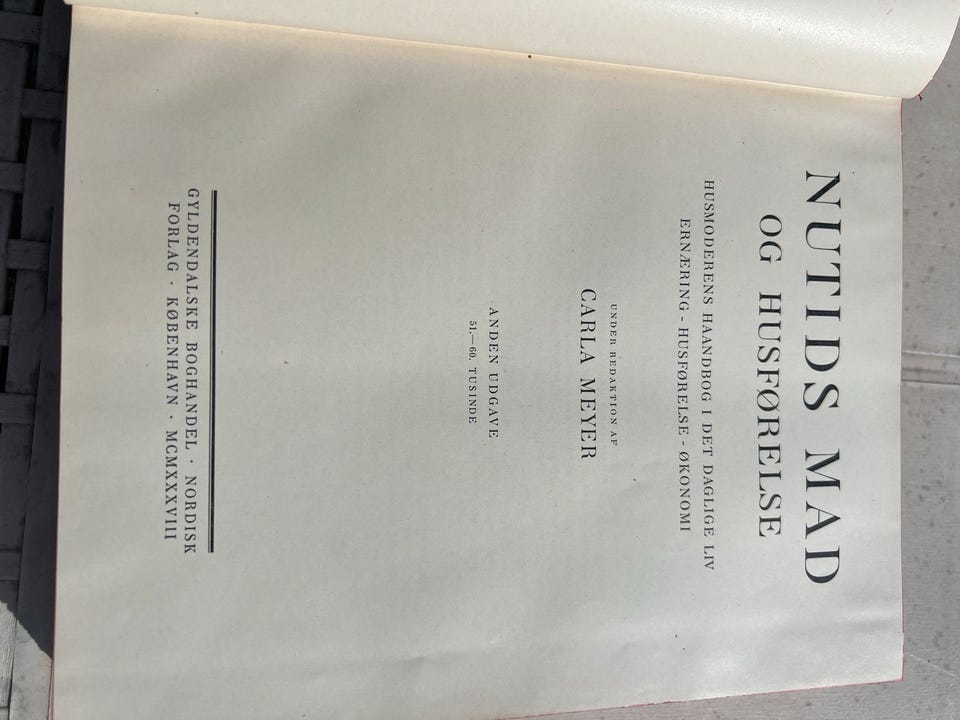 NUTIDS MAD
OG HUSFØRELSE
HUSMODERENS HAANDBOG I DET DAGLIGE LIV
ERNÆRING - HUSFØRELSE - ØKONOMI
UNDER REDAKTION AF
CARLA MEYER
ANDEN UDGAVE
51.—60. TUSINDE
GYLDENDALSKE BOGHANDEL · NORDISK
FORLAG · KØBENHAVN · MCMXXXVIII